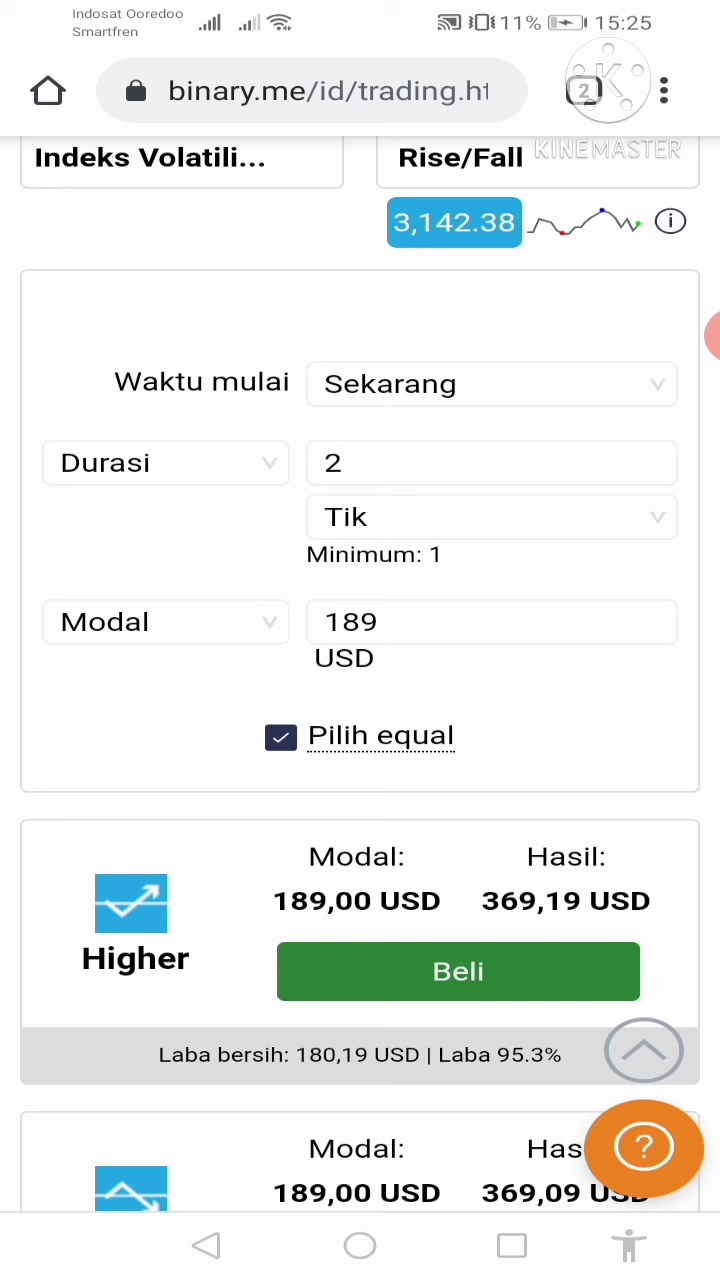 Indosat Ooredoo
Smartfren
11% 15:25
binary.me/id/trading.ht
2
K
KINEMASTER
Indeks Volatili...
Rise/Fall
3,142.38
Waktu mulai
Sekarang
Durasi
2
Tik
Minimum: 1
Modal
189
USD
Pilih equal
Modal:
Hasil:
189,00 USD
369,19 USD
Higher
Beli
Laba bersih: 180,19 USD | Laba 95.3%
Modal:
Has
?
189,00 USD
369,09 USD